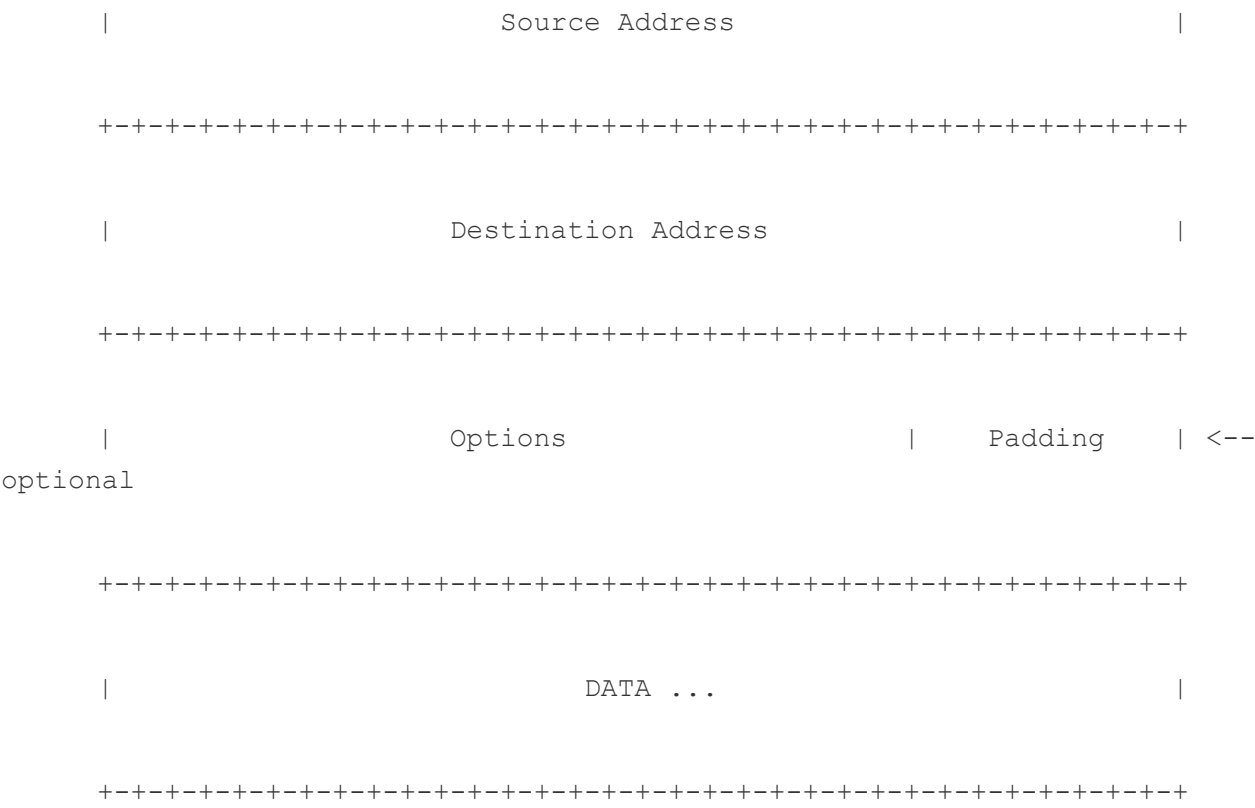 |                       Source Address                          |
+-+-+-+-+-+-+-+-+-+-+-+-+-+-+-+-+-+-+-+-+-+-+-+-+-+-+-+-+-+-+-+-+
|                    Destination Address                        |
+-+-+-+-+-+-+-+-+-+-+-+-+-+-+-+-+-+-+-+-+-+-+-+-+-+-+-+-+-+-+-+-+
|                    Options                    |    Padding    | <--
optional
+-+-+-+-+-+-+-+-+-+-+-+-+-+-+-+-+-+-+-+-+-+-+-+-+-+-+-+-+-+-+-+-+
|                            DATA ...                           |
+-+-+-+-+-+-+-+-+-+-+-+-+-+-+-+-+-+-+-+-+-+-+-+-+-+-+-+-+-+-+-+-+